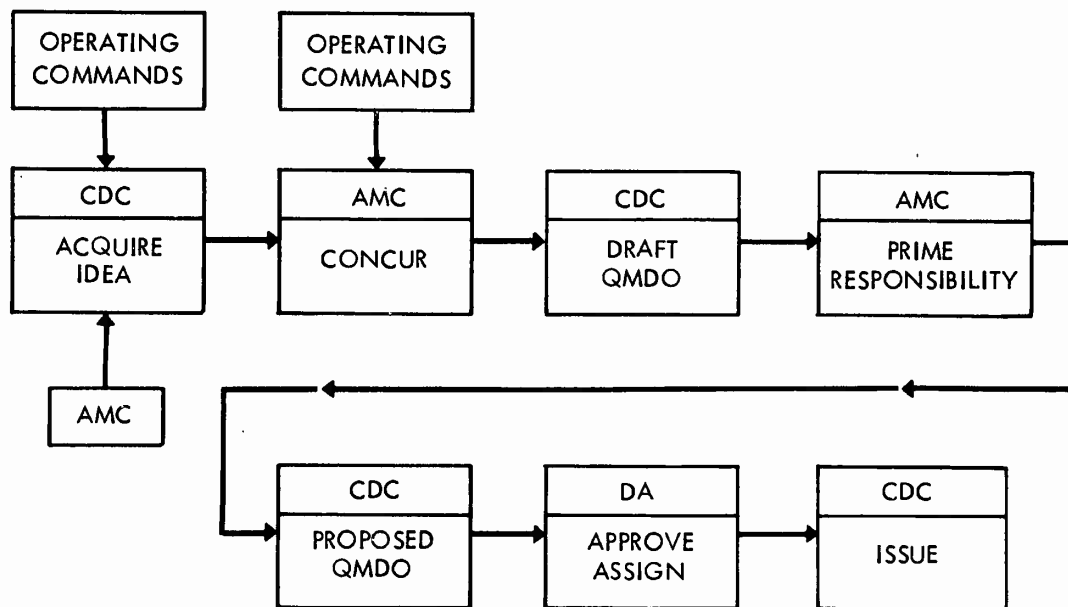 OPERATING
COMMANDS
OPERATING
COMMANDS
CDC
ACQUIRE
IDEA
AMC
CONCUR
CDC
DRAFT
QMDO
AMC
PRIME
RESPONSIBILITY
AMC
CDC
PROPOSED
QMDO
DA
APPROVE
ASSIGN
CDC
ISSUE